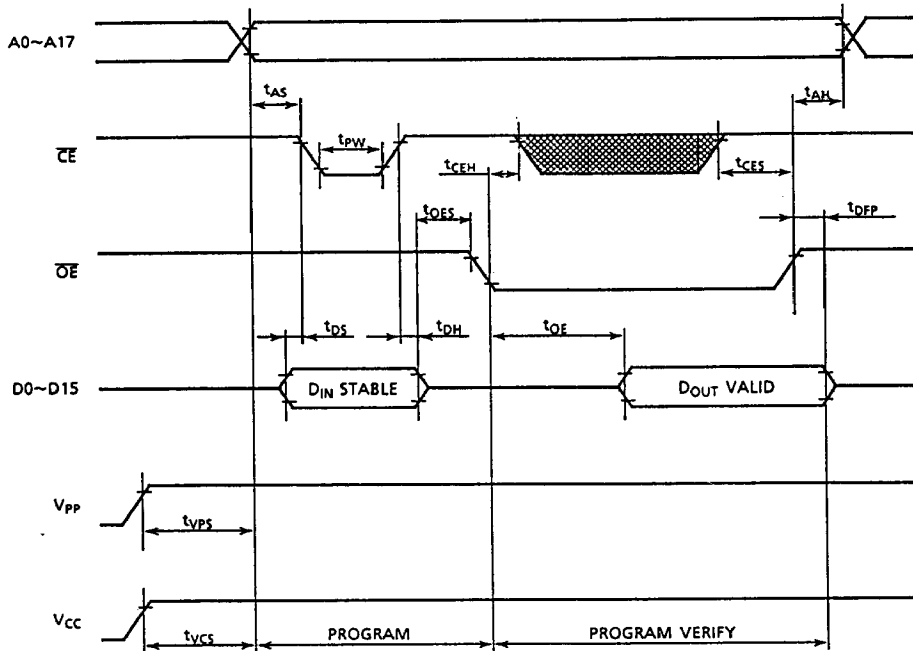 A0~A17
tAS
tAH
CE
tPW
tCEH
tCES
tOES
tDFP
OE
tDS
tDH
tOE
D0~D15
DIN STABLE
DOUT VALID
VPP
tVPS
VCC
tVCS
PROGRAM
PROGRAM VERIFY